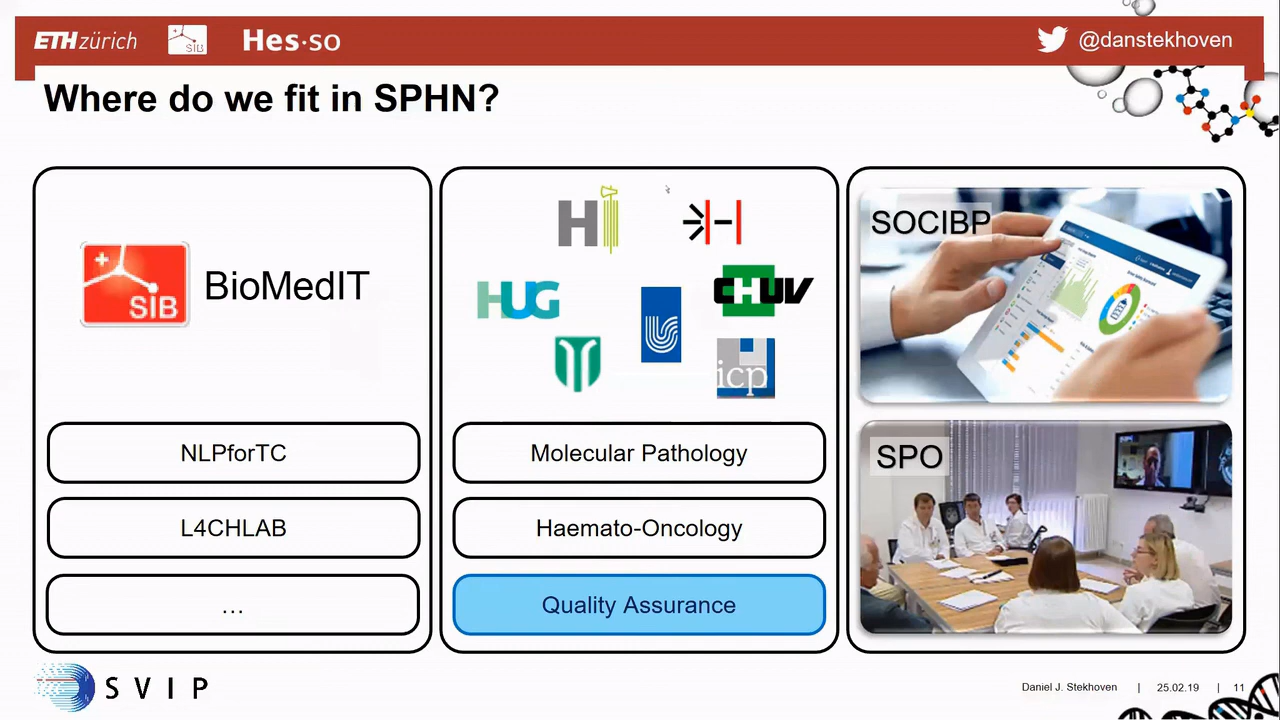 ETH zürich
SIB
Hes·so
@danstekhoven
Where do we fit in SPHN?
SIB
BioMedIT
NLPforTC
L4CHLAB
...
H
HUG
CHUV
icp
Molecular Pathology
Haemato-Oncology
Quality Assurance
SOCIBP
SPO
SVIP
Daniel J. Stekhoven | 25.02.19 | 11